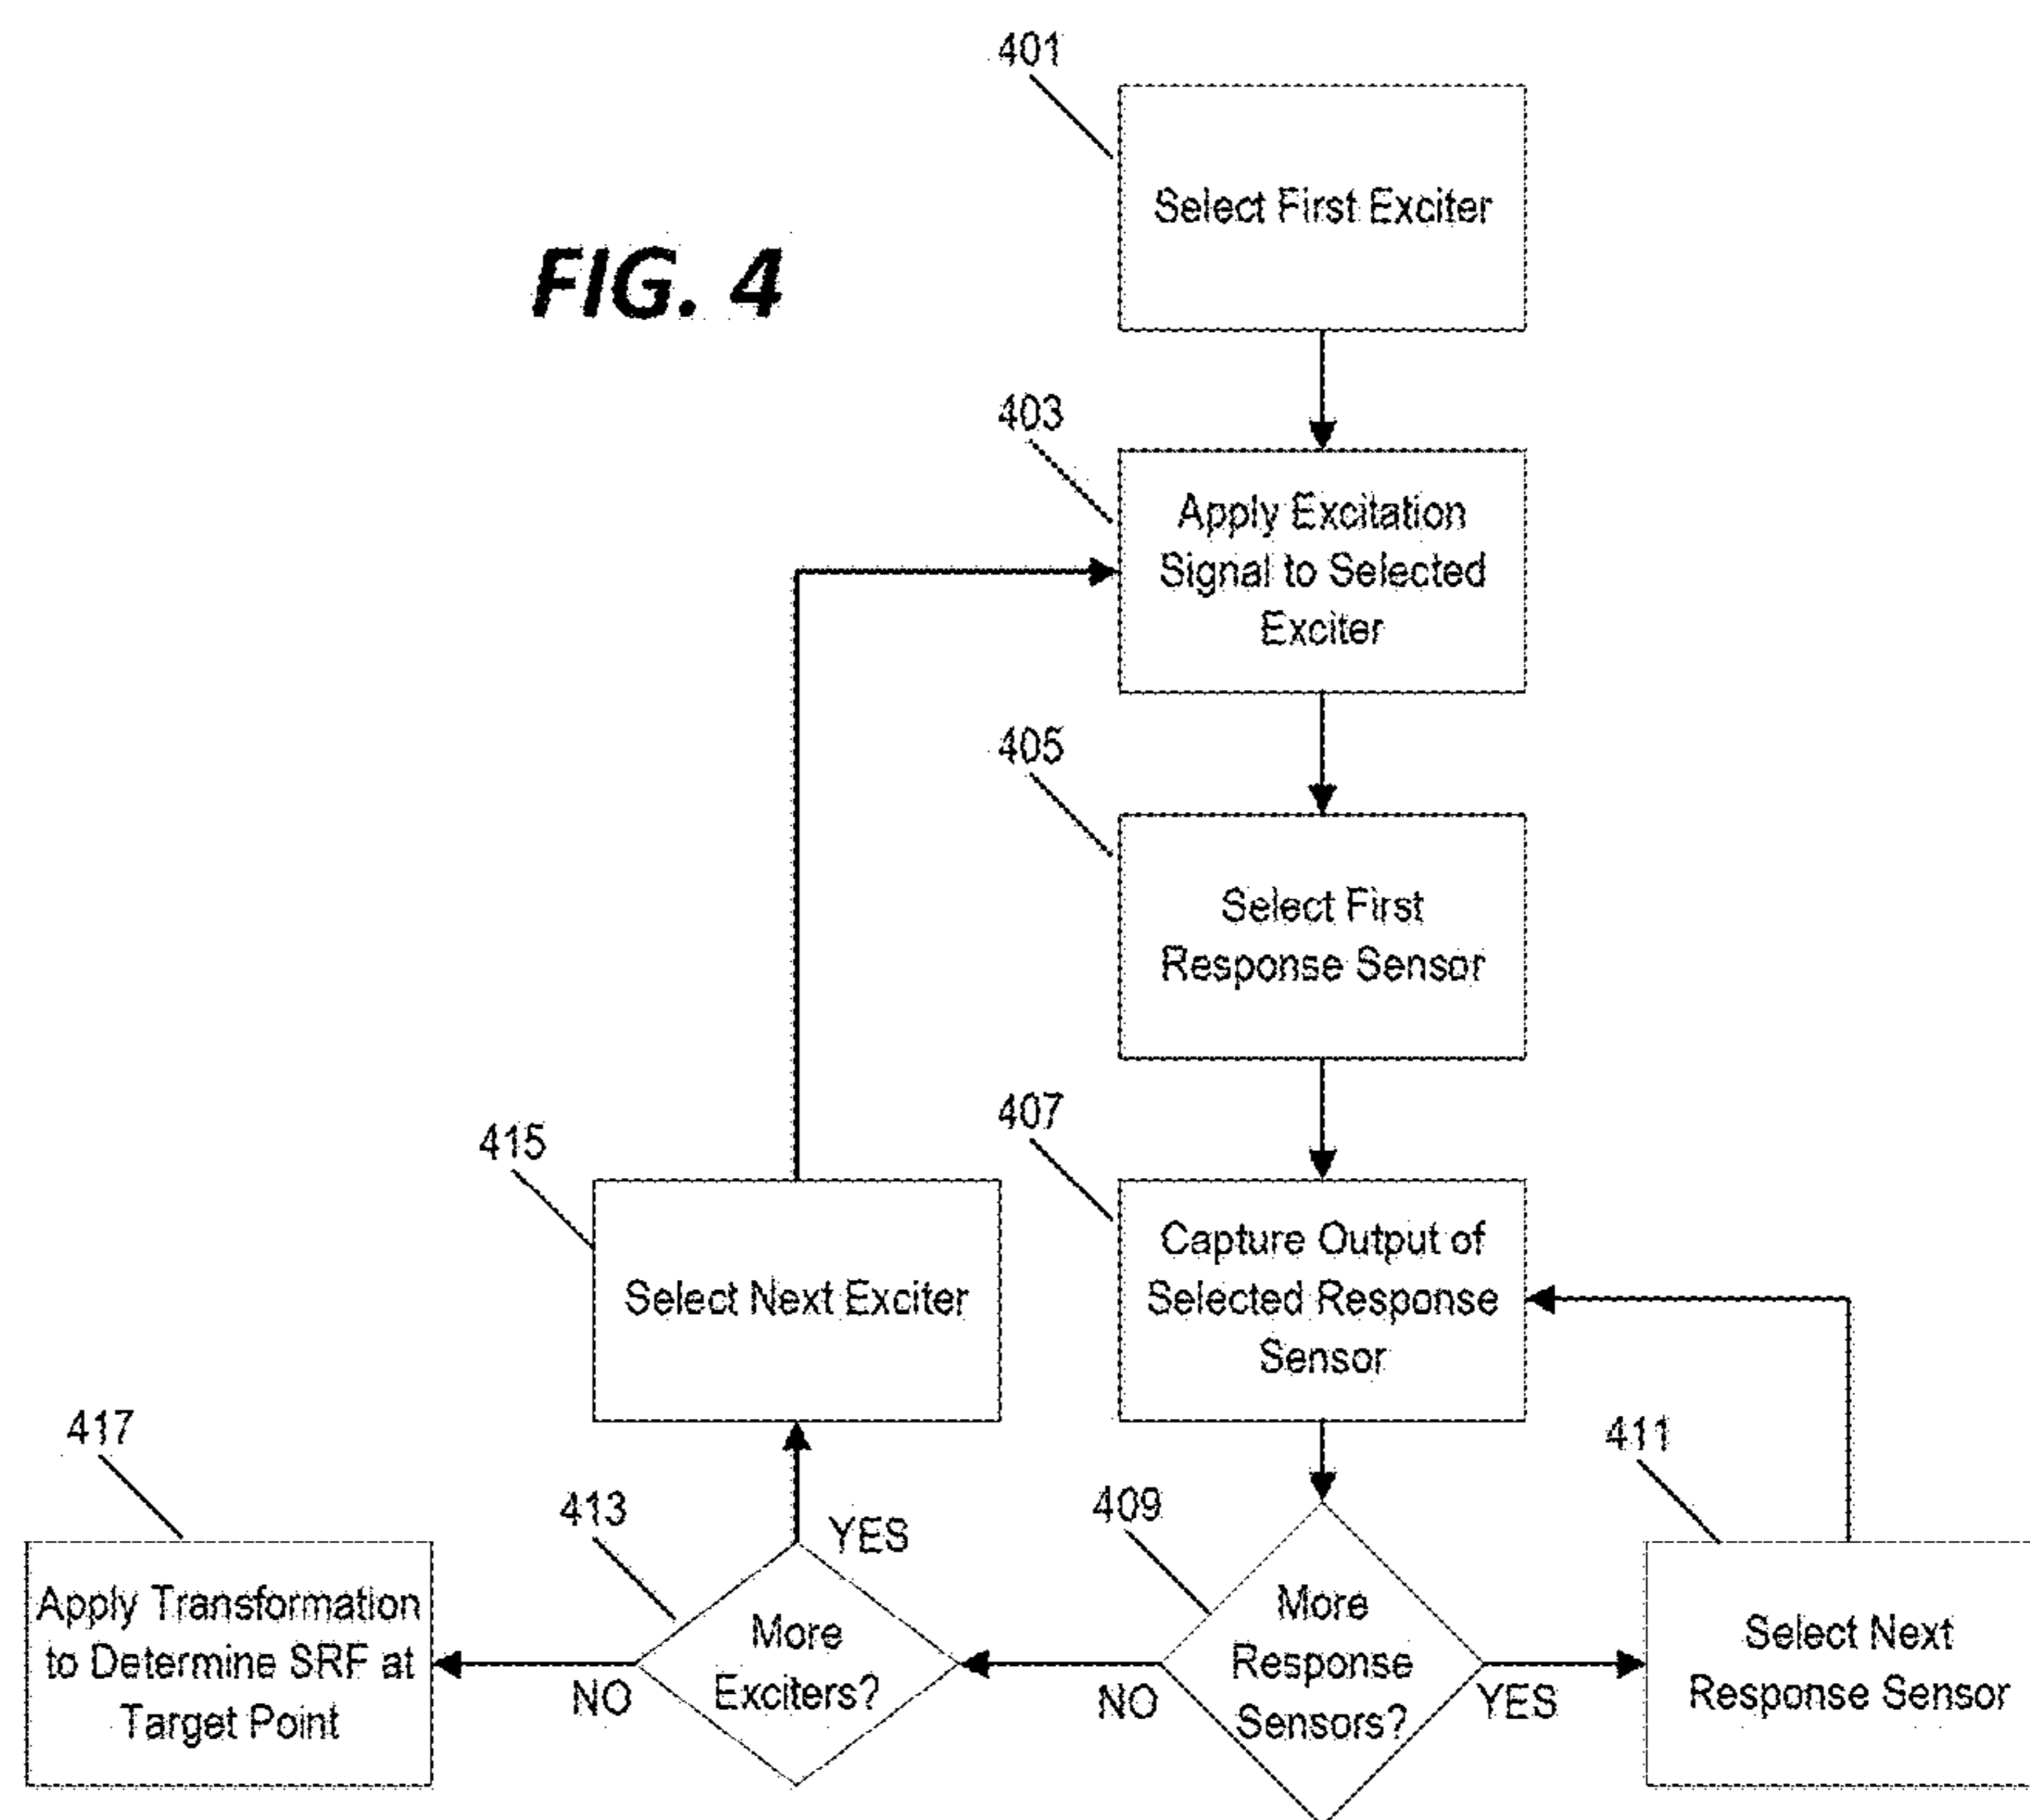 401
Select First Exciter
FIG. 4
403
Apply Excitation
Signal to Selected
Exciter
405
Select First
Response Sensor
407
Capture Output of
Selected Response
Sensor
415
Select Next Exciter
417
Apply Transformation
to Determine SRF at
Target Point
413
More
Exciters?
YES
NO
409
More
Response
Sensors?
NO
YES
411
Select Next
Response Sensor